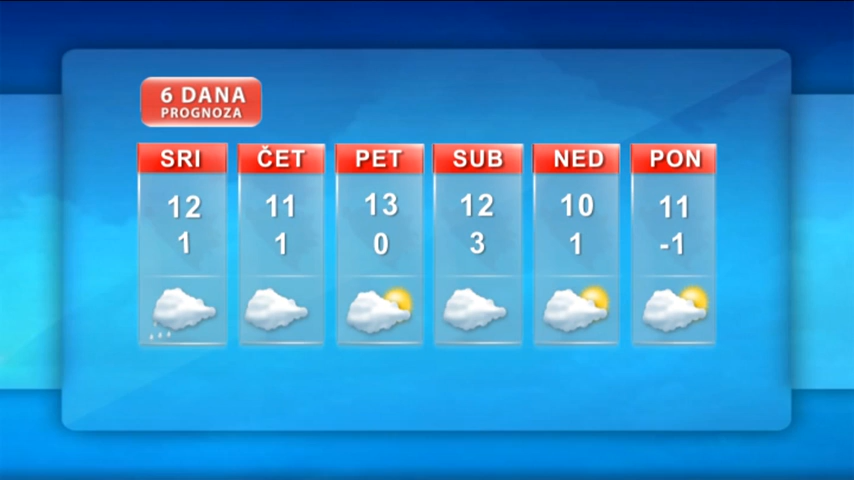 6 DANA
PROGNOZA
SRI ČET PET SUB NED PON
12 11 13 12 10 11
1 1 0 3 1 -1